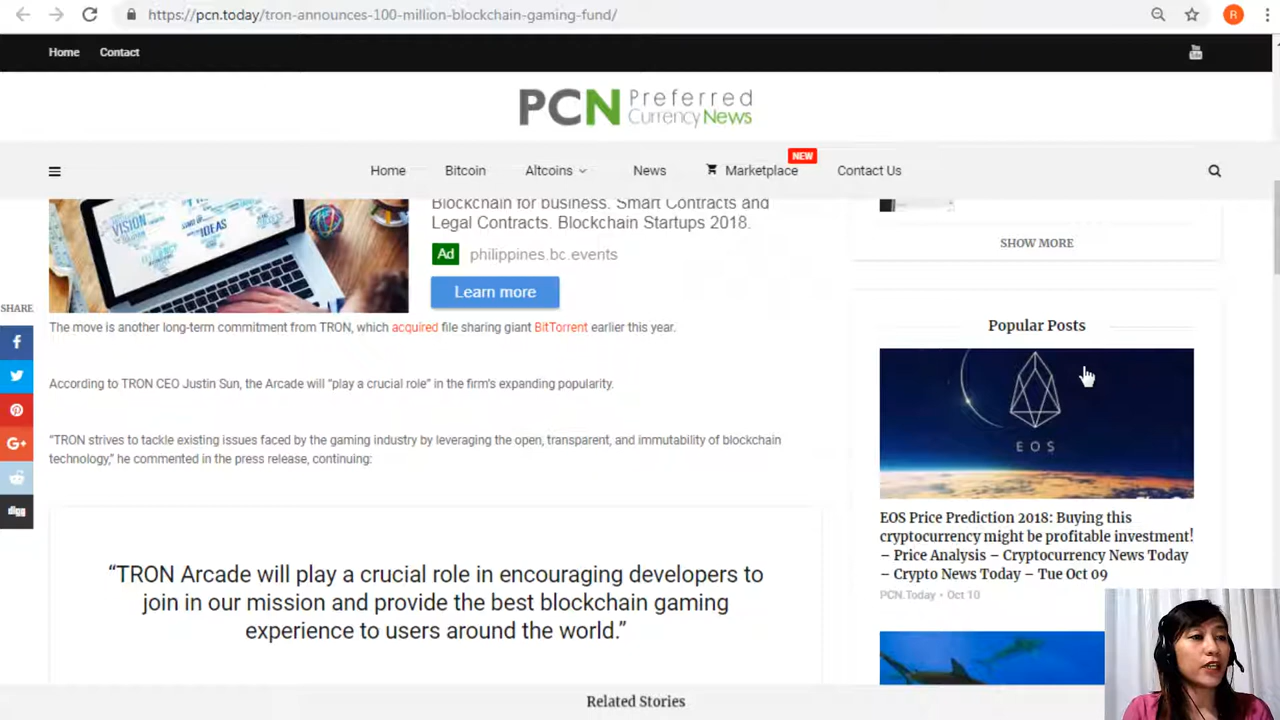 https://pcn.today/tron-announces-100-million-blockchain-gaming-fund/
R
Home Contact
You Tube
PCN Preferred
Currency News
NEW
Home Bitcoin Altcoins News Marketplace Contact Us
Blockchain for business. Smart Contracts and
Legal Contracts. Blockchain Startups 2018.
Ad philippines.bc.events
Learn more
VISION
IDEAS
SHARE
The move is another long-term commitment from TRON, which acquired file sharing giant BitTorrent earlier this year.
According to TRON CEO Justin Sun, the Arcade will “play a crucial role” in the firm's expanding popularity.
“TRON strives to tackle existing issues faced by the gaming industry by leveraging the open, transparent, and immutability of blockchain
technology,” he commented in the press release, continuing:
G+
digg
“TRON Arcade will play a crucial role in encouraging developers to
join in our mission and provide the best blockchain gaming
experience to users around the world.”
SHOW MORE
Popular Posts
EOS
EOS Price Prediction 2018: Buying this
cryptocurrency might be profitable investment!
– Price Analysis – Cryptocurrency News Today
– Crypto News Today – Tue Oct 09
PCN.Today • Oct 10
Related Stories